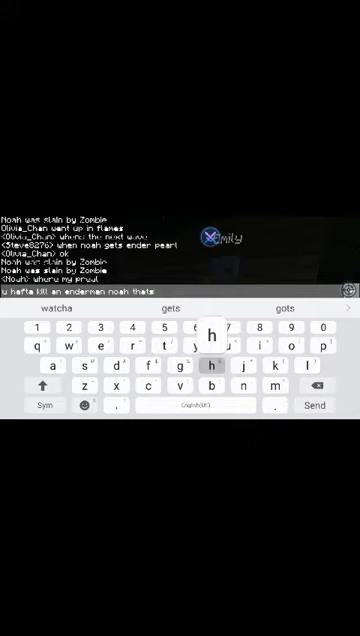 Noah was slain by Zombie
Olivia_Chan went up in flames
<Olivia_Chan> whens the next wave
<Steve8276> when noah gets ender pearl
<Olivia_Chan> ok
Noah was slain by Zombie
Noah was slain by Zombie
<Noah> where my preal
u hafta kill an enderman noah thats
watcha gets gots
1 2 3 4 5 6 7 8 9 0
h
q w e r t y u i o p
a s d f g h j k l
z x c v b n m
Sym , English(US) . Send